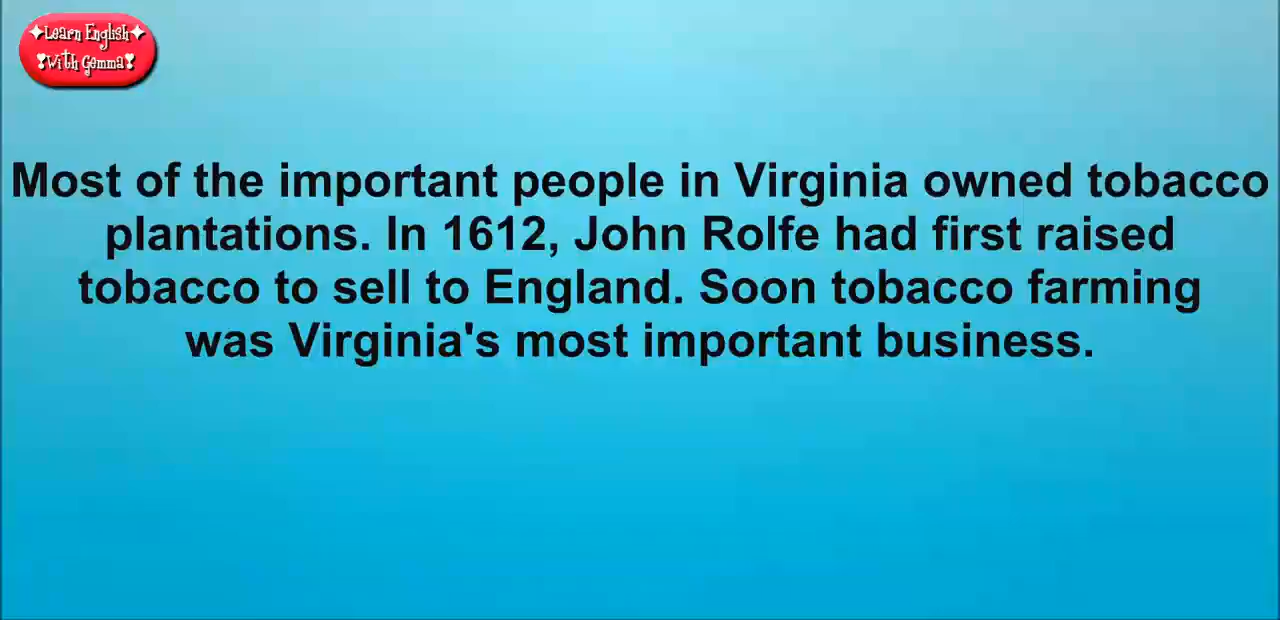 ✦Learn English✦
❣With Gemma❣
Most of the important people in Virginia owned tobacco
plantations. In 1612, John Rolfe had first raised
tobacco to sell to England. Soon tobacco farming
was Virginia's most important business.